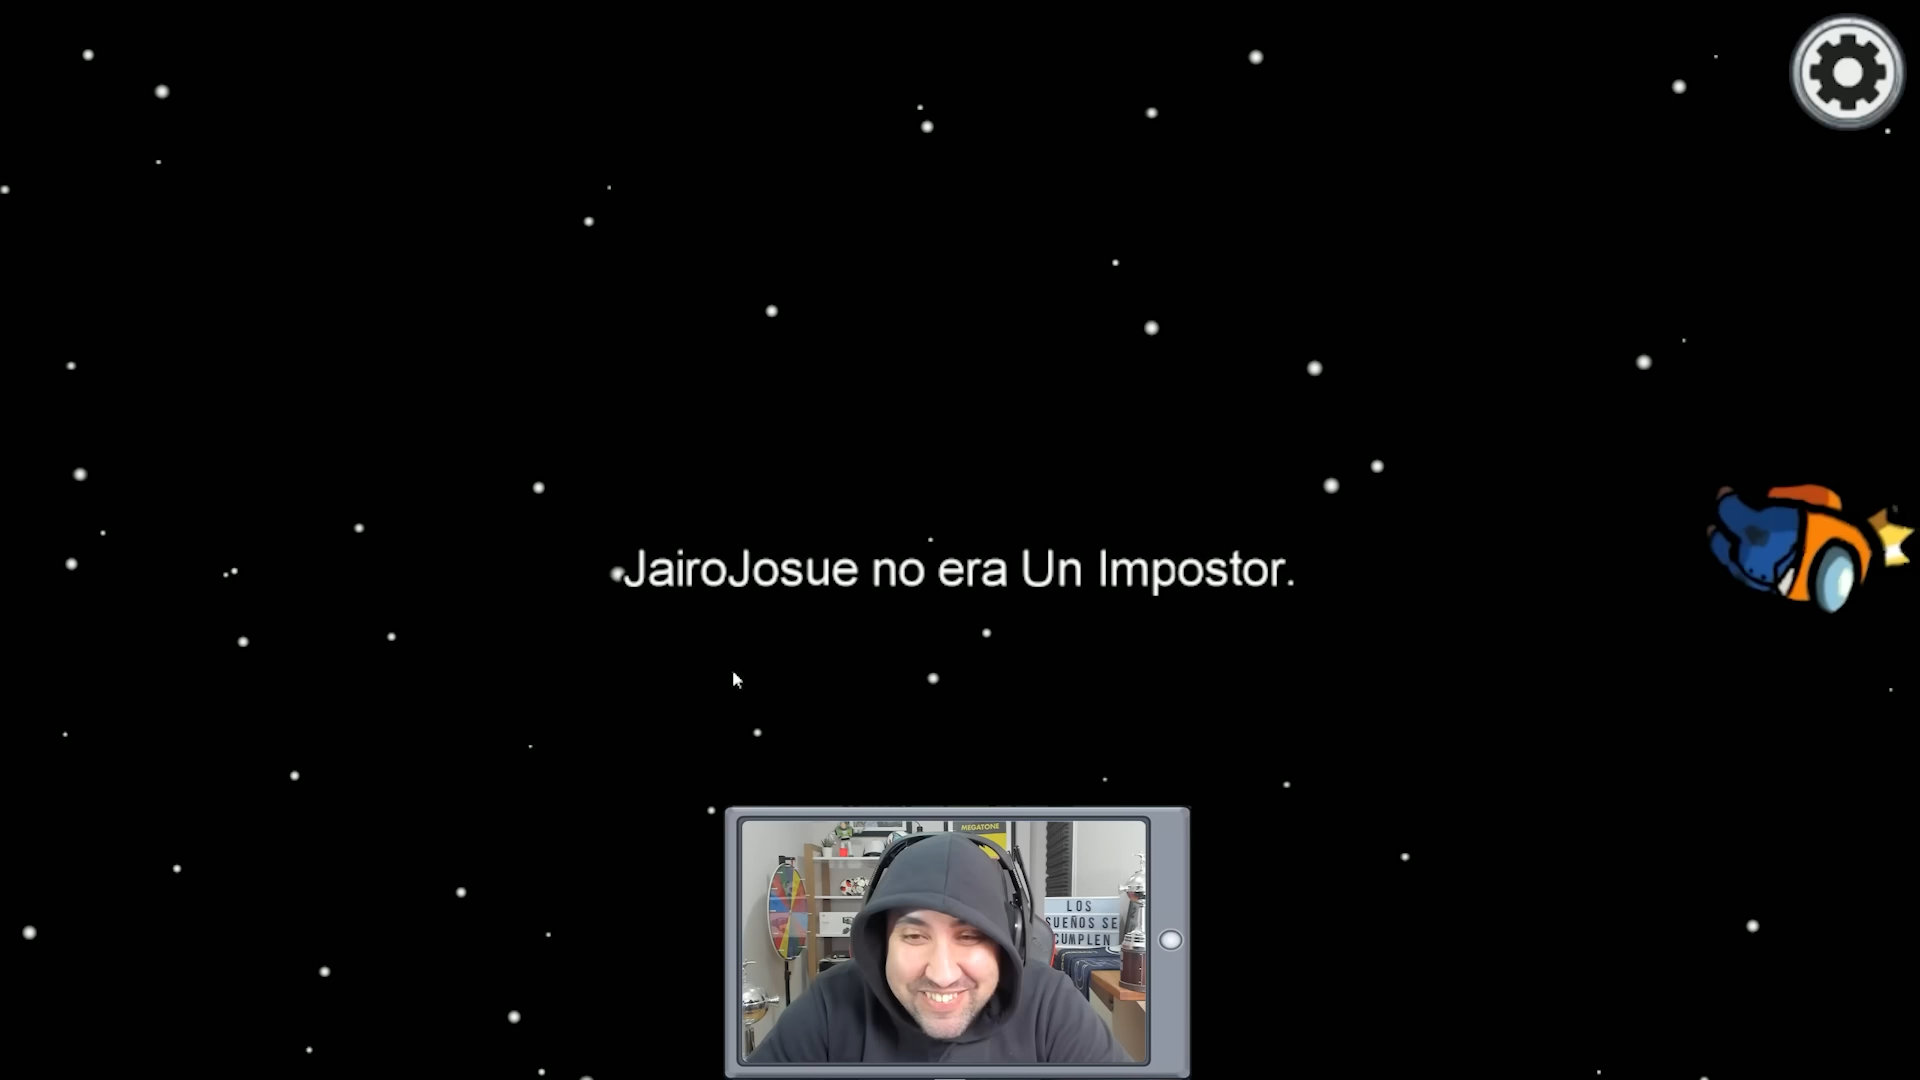 JairoJosue no era Un Impostor.
MEGATONE
LOS
SUEÑOS SE
CUMPLEN